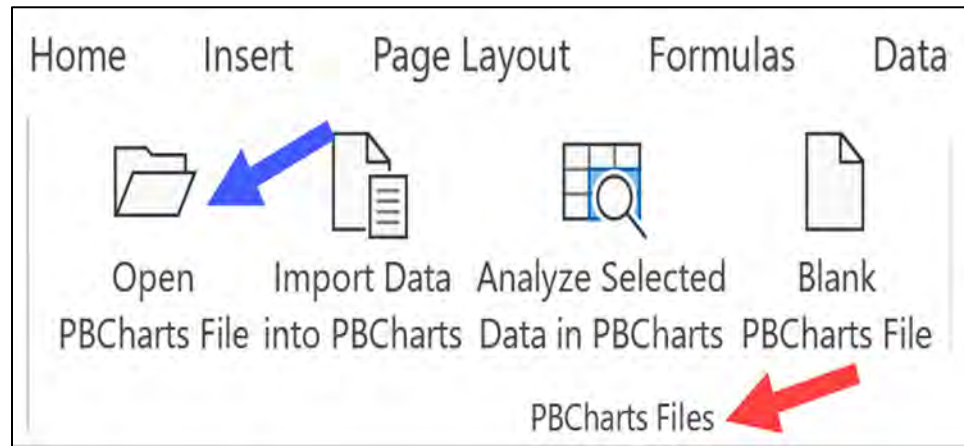 Home Insert Page Layout Formulas Data
Open Import Data Analyze Selected Blank
PBCharts File into PBCharts Data in PBCharts PBCharts File
PBCharts Files